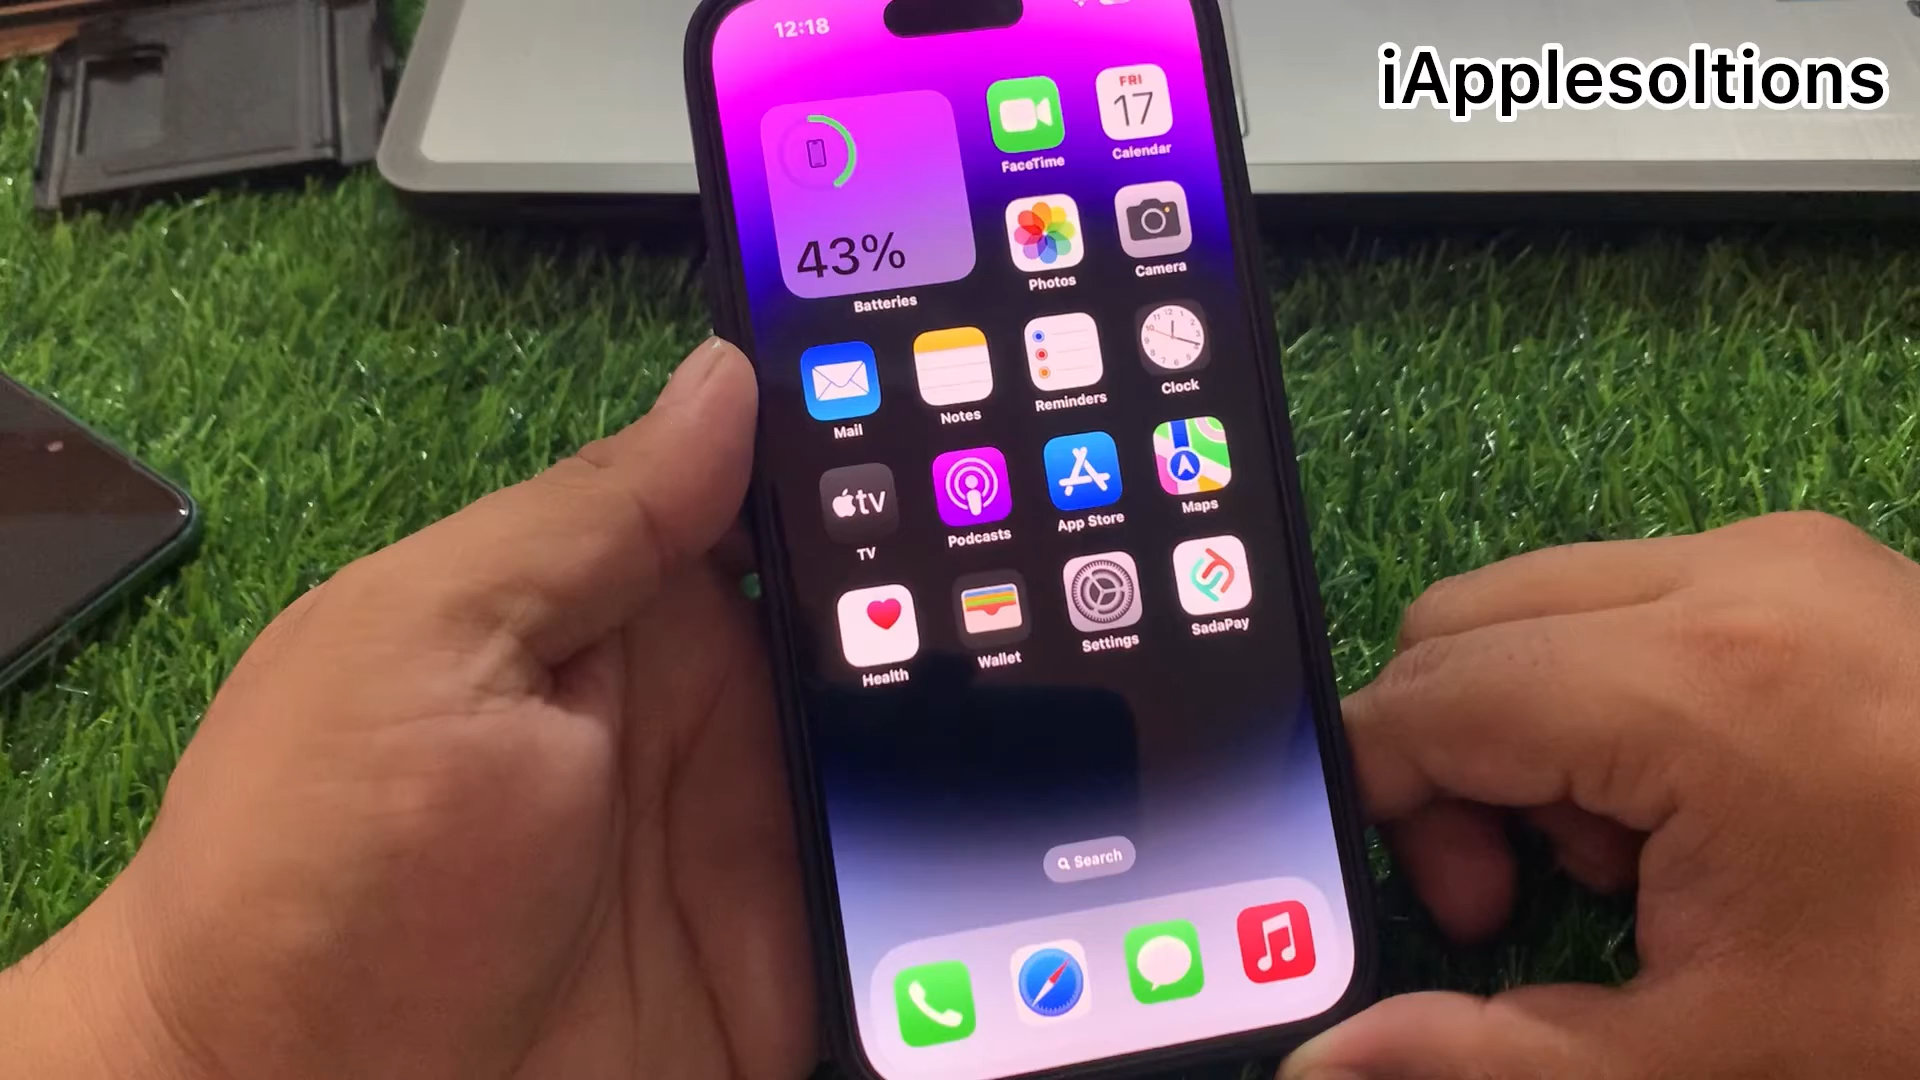 iApplesoltions
12:18
43%
Batteries
FaceTime
FRI
17
Calendar
Photos
Camera
Mail
Notes
Reminders
Clock
tv
TV
Podcasts
App Store
Maps
Health
Wallet
Settings
SadaPay
Search